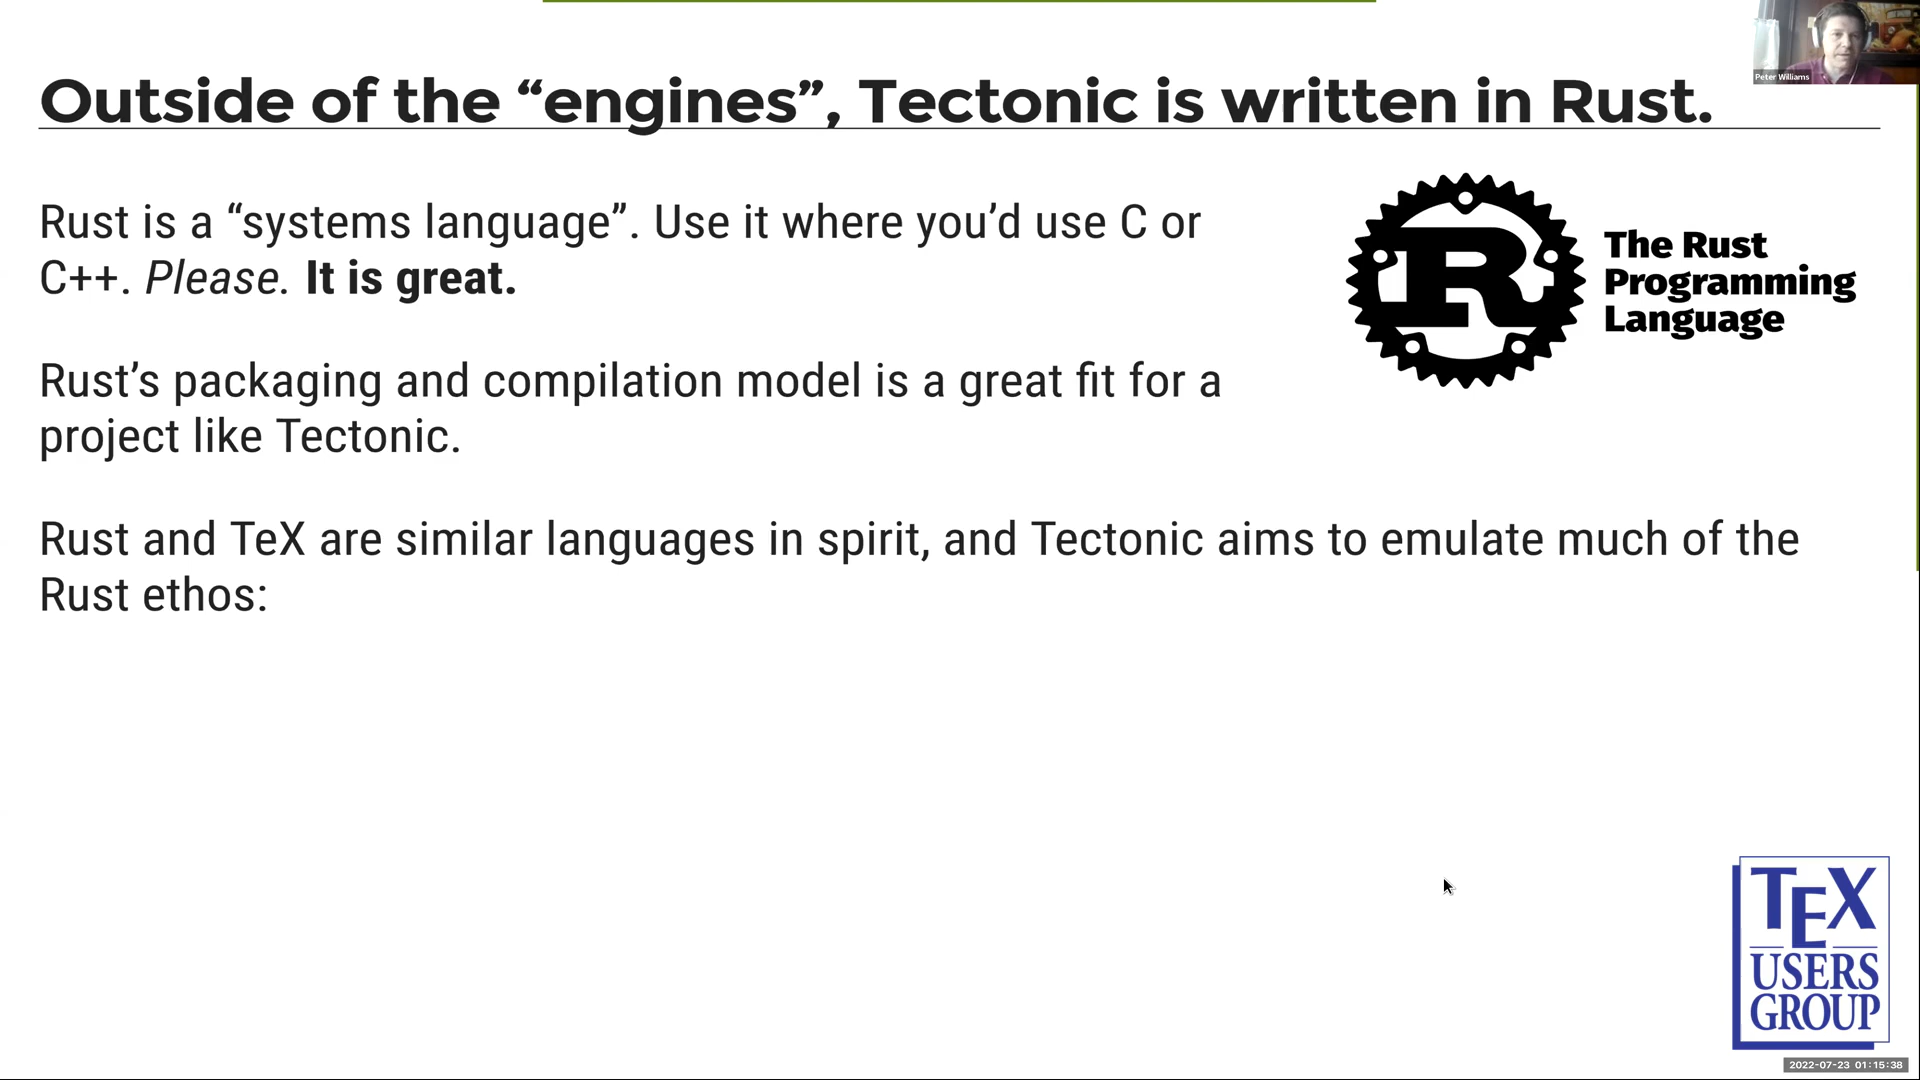 Peter Williams
Outside of the “engines”, Tectonic is written in Rust.
Rust is a “systems language”. Use it where you’d use C or
C++. Please. It is great.
The Rust
Programming
Language
Rust’s packaging and compilation model is a great fit for a
project like Tectonic.
Rust and TeX are similar languages in spirit, and Tectonic aims to emulate much of the
Rust ethos:
TEX
USERS
GROUP
2022-07-23 01:15:38